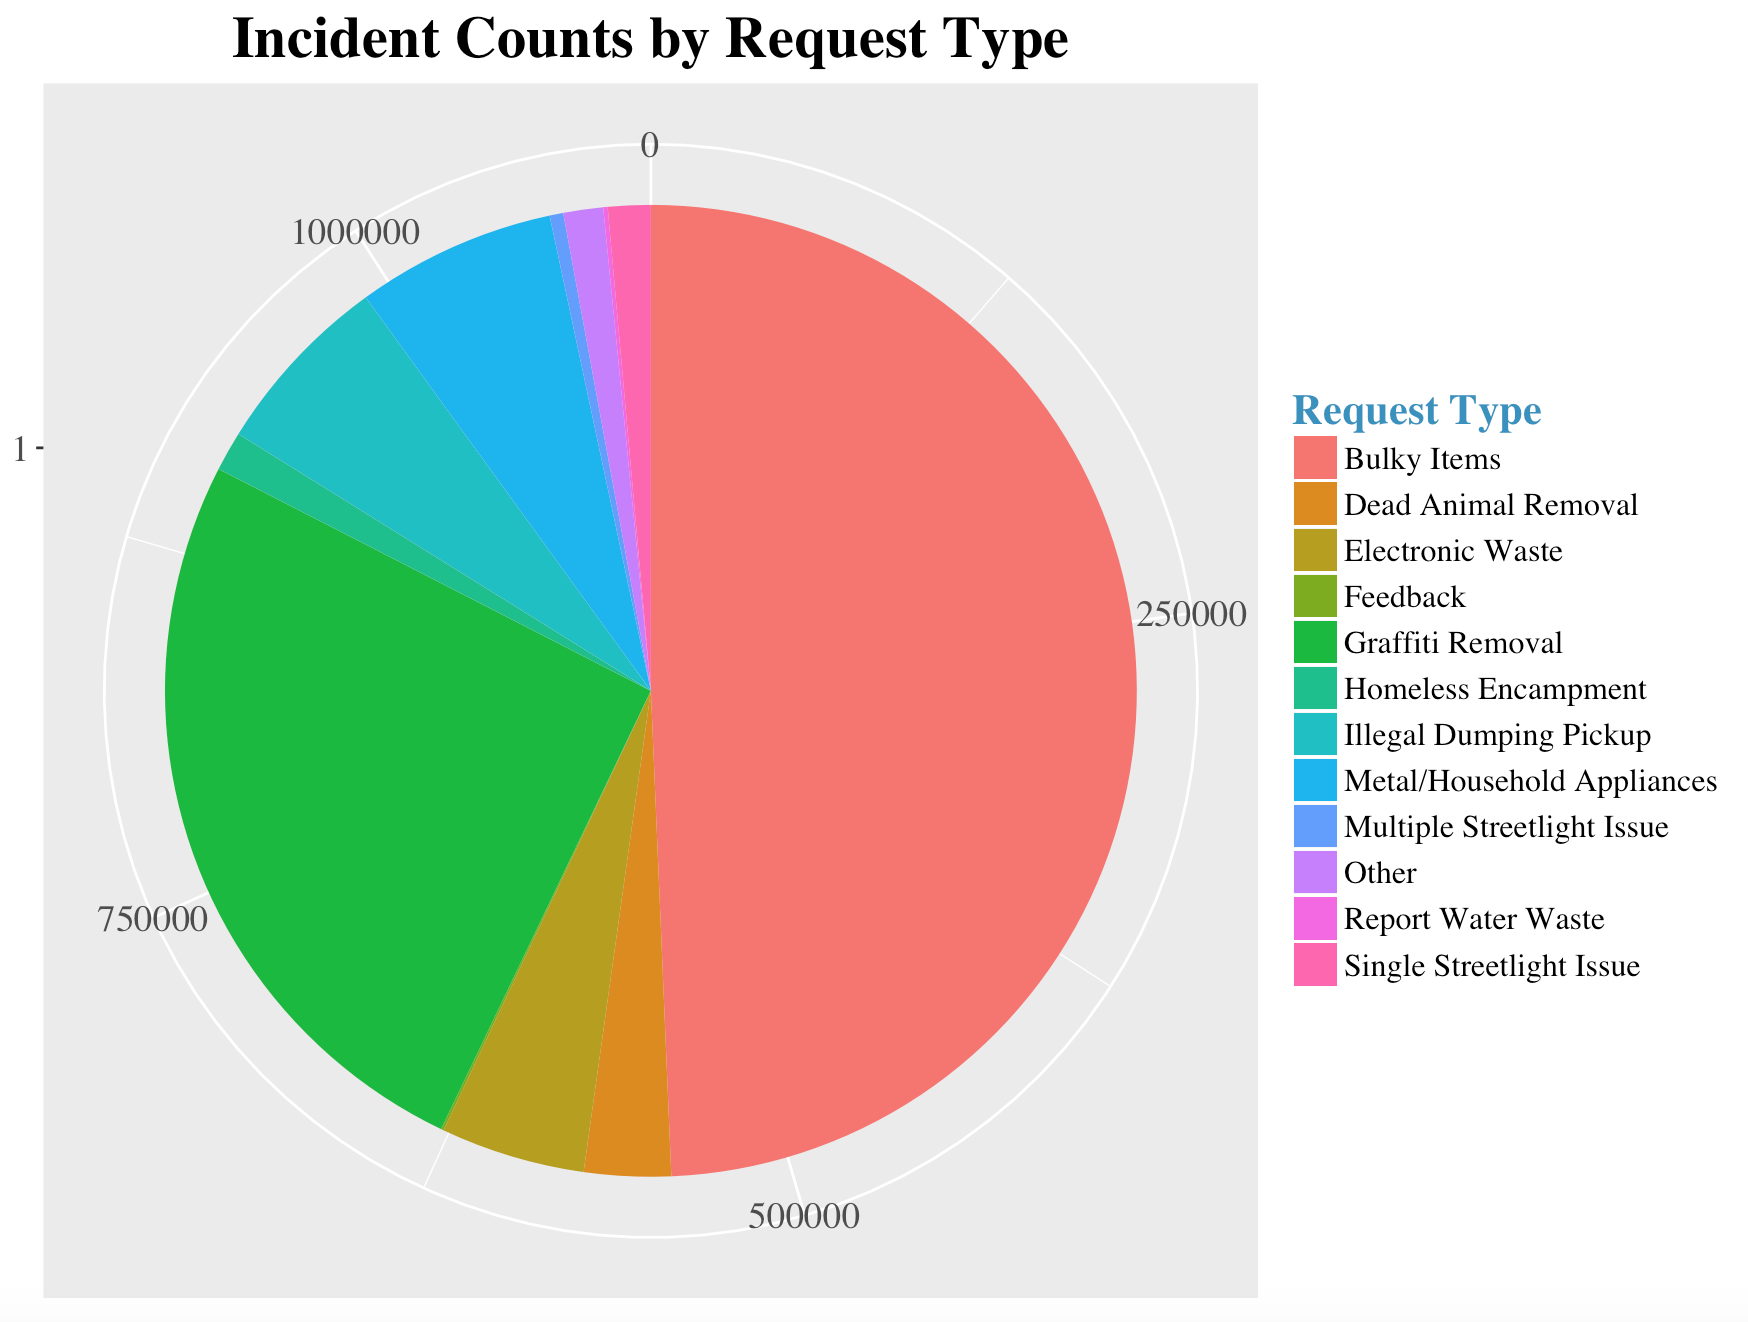 Incident Counts by Request Type
0
1000000
1
250000
750000
500000
Request Type
Bulky Items
Dead Animal Removal
Electronic Waste
Feedback
Graffiti Removal
Homeless Encampment
Illegal Dumping Pickup
Metal/Household Appliances
Multiple Streetlight Issue
Other
Report Water Waste
Single Streetlight Issue